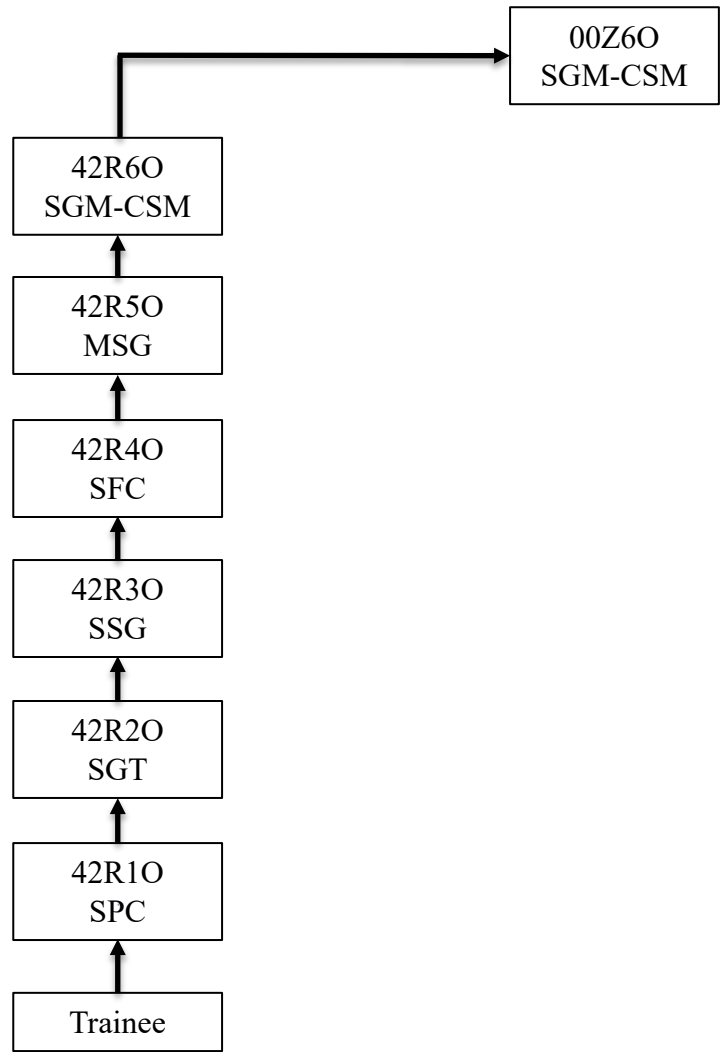 00Z6O
SGM-CSM
42R6O
SGM-CSM
42R5O
MSG
42R4O
SFC
42R3O
SSG
42R2O
SGT
42R1O
SPC
Trainee